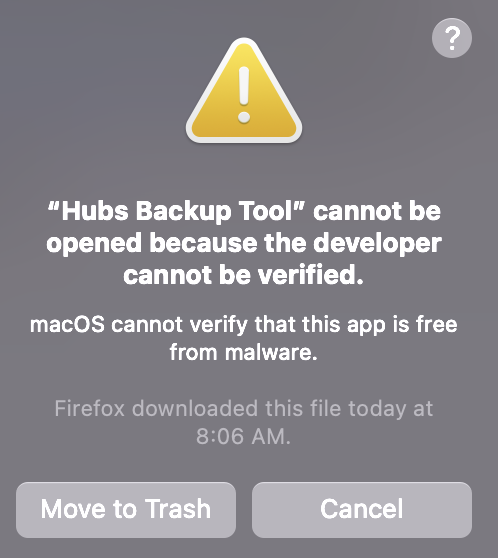 ?
“Hubs Backup Tool” cannot be
opened because the developer
cannot be verified.
macOS cannot verify that this app is free
from malware.
Firefox downloaded this file today at
8:06 AM.
Move to Trash
Cancel